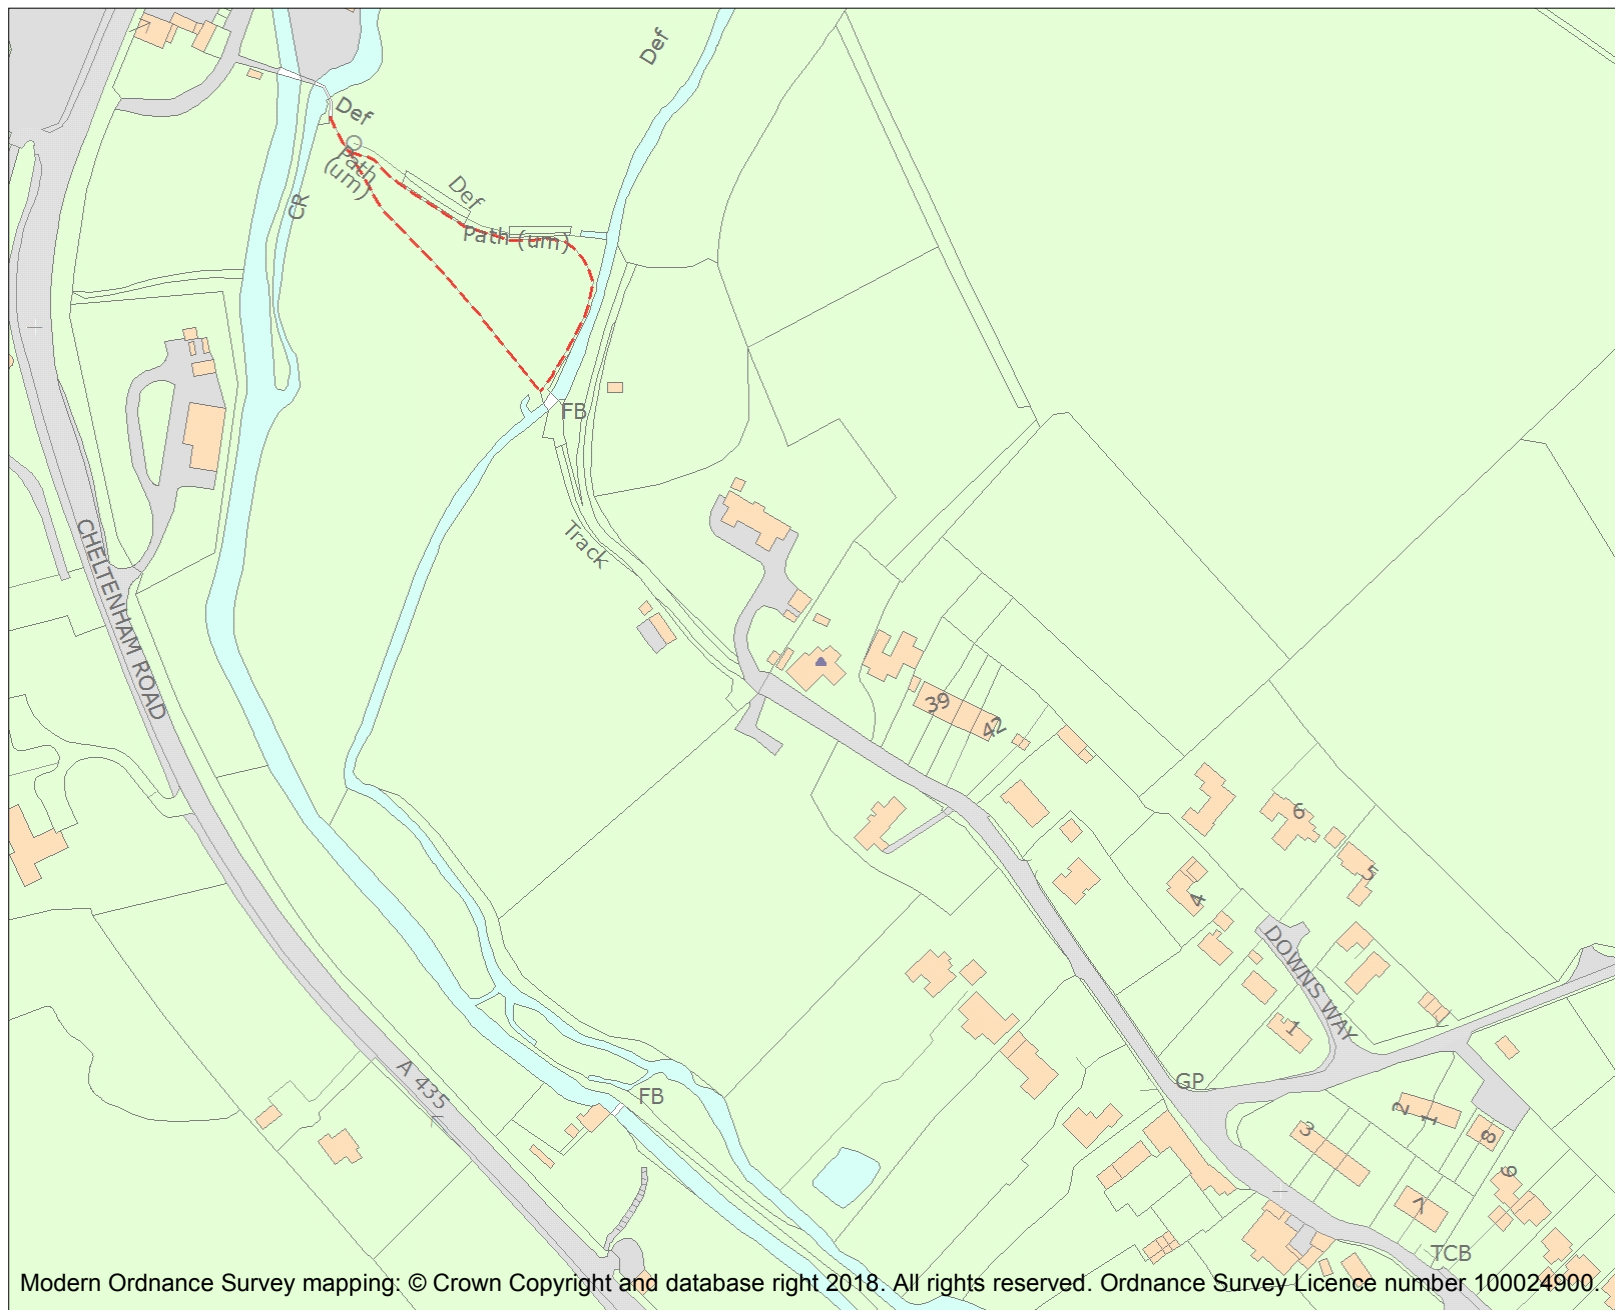 Def
Def
Path
(um)
Def
CR
Path (um)
FB
Track
CHELTENHAM ROAD
39
42
6
5
4
DOWNS WAY
1
A 435
GP
FB
2
1
3
8
9
7
TCB
Modern Ordnance Survey mapping: © Crown Copyright and database right 2018. All rights reserved. Ordnance Survey Licence number 100024900.